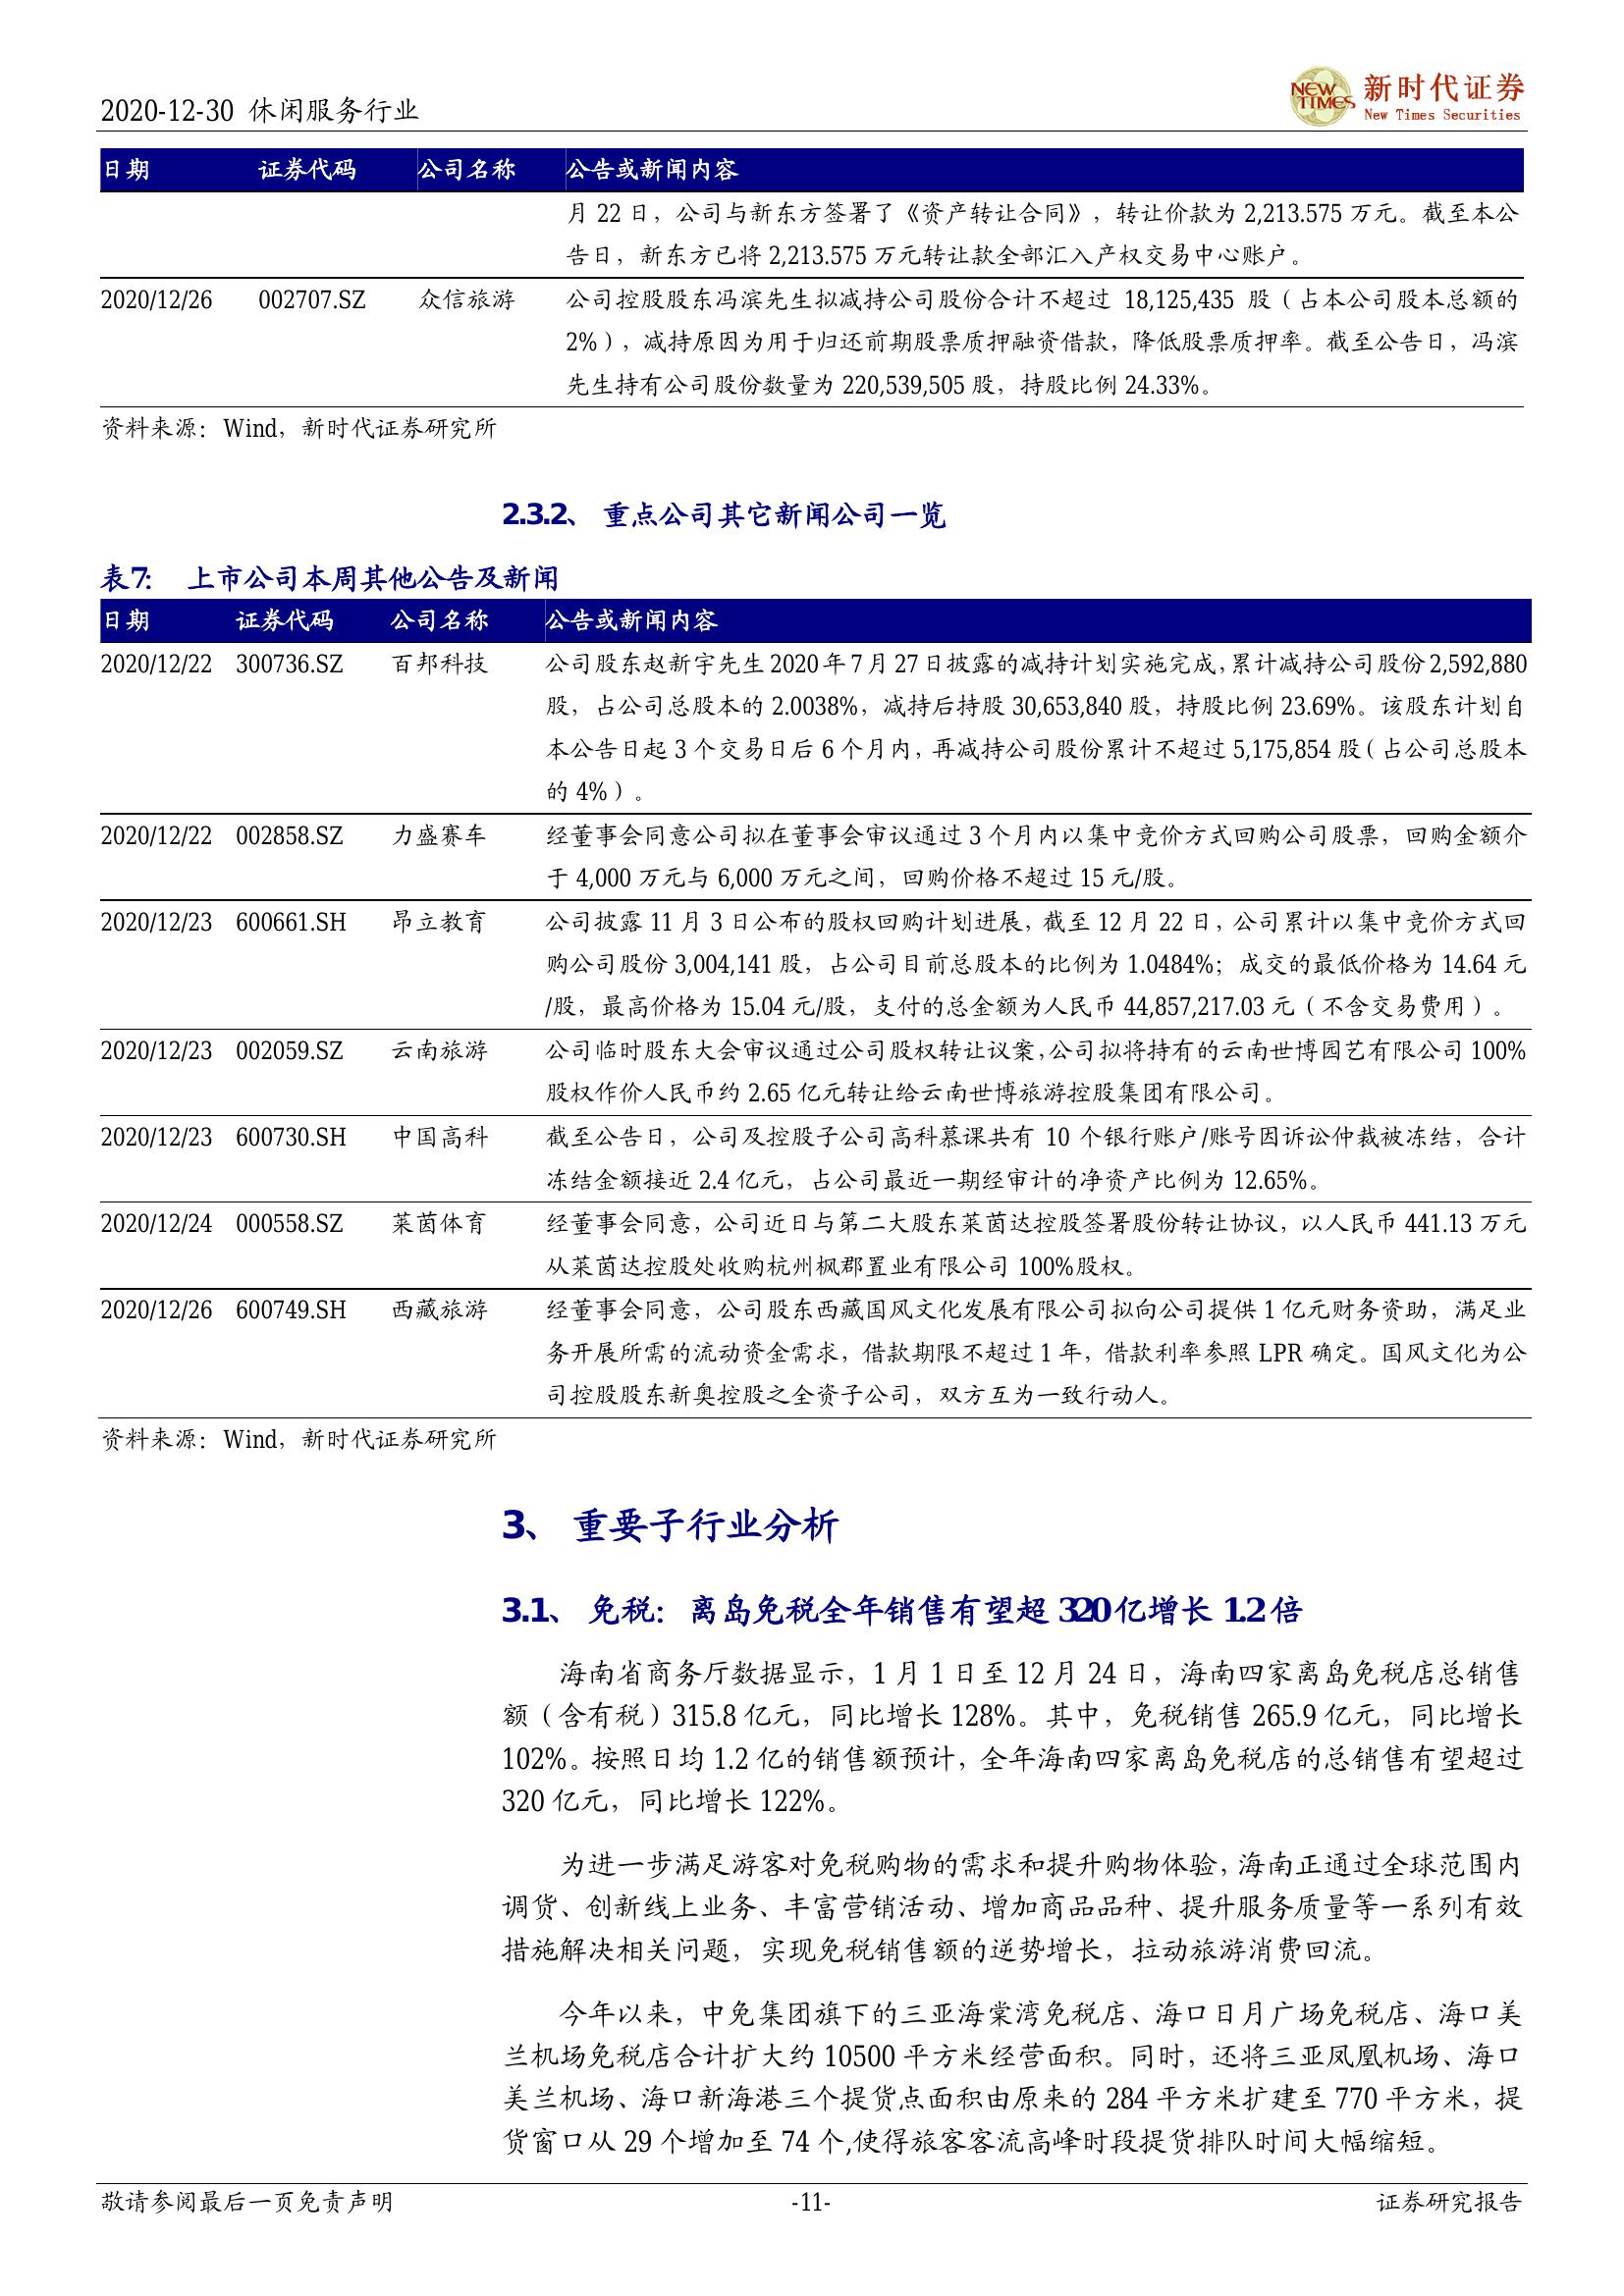 2020-12-30 休闲服务行业
NEW TIMES 新时代证券
New Times Securities
日期 证券代码 公司名称 公告或新闻内容
月 22 日，公司与新东方签署了《资产转让合同》，转让价款为 2,213.575 万元。截至本公
告日，新东方已将 2,213.575 万元转让款全部汇入产权交易中心账户。
2020/12/26 002707.SZ 众信旅游 公司控股股东冯滨先生拟减持公司股份合计不超过 18,125,435 股（占本公司股本总额的
2%），减持原因为用于归还前期股票质押融资借款，降低股票质押率。截至公告日，冯滨
先生持有公司股份数量为 220,539,505 股，持股比例 24.33%。
资料来源：Wind，新时代证券研究所
2.3.2、 重点公司其它新闻公司一览
表7： 上市公司本周其他公告及新闻
日期 证券代码 公司名称 公告或新闻内容
2020/12/22 300736.SZ 百邦科技 公司股东赵新宇先生2020年7月27日披露的减持计划实施完成，累计减持公司股份2,592,880
股，占公司总股本的 2.0038%，减持后持股 30,653,840 股，持股比例 23.69%。该股东计划自
本公告日起 3 个交易日后 6 个月内，再减持公司股份累计不超过 5,175,854 股（占公司总股本
的 4%）。
2020/12/22 002858.SZ 力盛赛车 经董事会同意公司拟在董事会审议通过 3 个月内以集中竞价方式回购公司股票，回购金额介
于 4,000 万元与 6,000 万元之间，回购价格不超过 15 元/股。
2020/12/23 600661.SH 昂立教育 公司披露 11 月 3 日公布的股权回购计划进展，截至 12 月 22 日，公司累计以集中竞价方式回
购公司股份 3,004,141 股，占公司目前总股本的比例为 1.0484%；成交的最低价格为 14.64 元
/股，最高价格为 15.04 元/股，支付的总金额为人民币 44,857,217.03 元（不含交易费用）。
2020/12/23 002059.SZ 云南旅游 公司临时股东大会审议通过公司股权转让议案，公司拟将持有的云南世博园艺有限公司 100%
股权作价人民币约 2.65 亿元转让给云南世博旅游控股集团有限公司。
2020/12/23 600730.SH 中国高科 截至公告日，公司及控股子公司高科慕课共有 10 个银行账户/账号因诉讼仲裁被冻结，合计
冻结金额接近 2.4 亿元，占公司最近一期经审计的净资产比例为 12.65%。
2020/12/24 000558.SZ 莱茵体育 经董事会同意，公司近日与第二大股东莱茵达控股签署股份转让协议，以人民币 441.13 万元
从莱茵达控股处收购杭州枫郡置业有限公司 100%股权。
2020/12/26 600749.SH 西藏旅游 经董事会同意，公司股东西藏国风文化发展有限公司拟向公司提供 1 亿元财务资助，满足业
务开展所需的流动资金需求，借款期限不超过 1 年，借款利率参照 LPR 确定。国风文化为公
司控股股东新奥控股之全资子公司，双方互为一致行动人。
资料来源：Wind，新时代证券研究所
3、 重要子行业分析
3.1、 免税：离岛免税全年销售有望超 320 亿增长 1.2 倍
海南省商务厅数据显示，1 月 1 日至 12 月 24 日，海南四家离岛免税店总销售
额（含有税）315.8 亿元，同比增长 128%。其中，免税销售 265.9 亿元，同比增长
102%。按照日均 1.2 亿的销售额预计，全年海南四家离岛免税店的总销售有望超过
320 亿元，同比增长 122%。
为进一步满足游客对免税购物的需求和提升购物体验，海南正通过全球范围内
调货、创新线上业务、丰富营销活动、增加商品品种、提升服务质量等一系列有效
措施解决相关问题，实现免税销售额的逆势增长，拉动旅游消费回流。
今年以来，中免集团旗下的三亚海棠湾免税店、海口日月广场免税店、海口美
兰机场免税店合计扩大约 10500 平方米经营面积。同时，还将三亚凤凰机场、海口
美兰机场、海口新海港三个提货点面积由原来的 284 平方米扩建至 770 平方米，提
货窗口从 29 个增加至 74 个,使得旅客客流高峰时段提货排队时间大幅缩短。
敬请参阅最后一页免责声明 -11- 证券研究报告